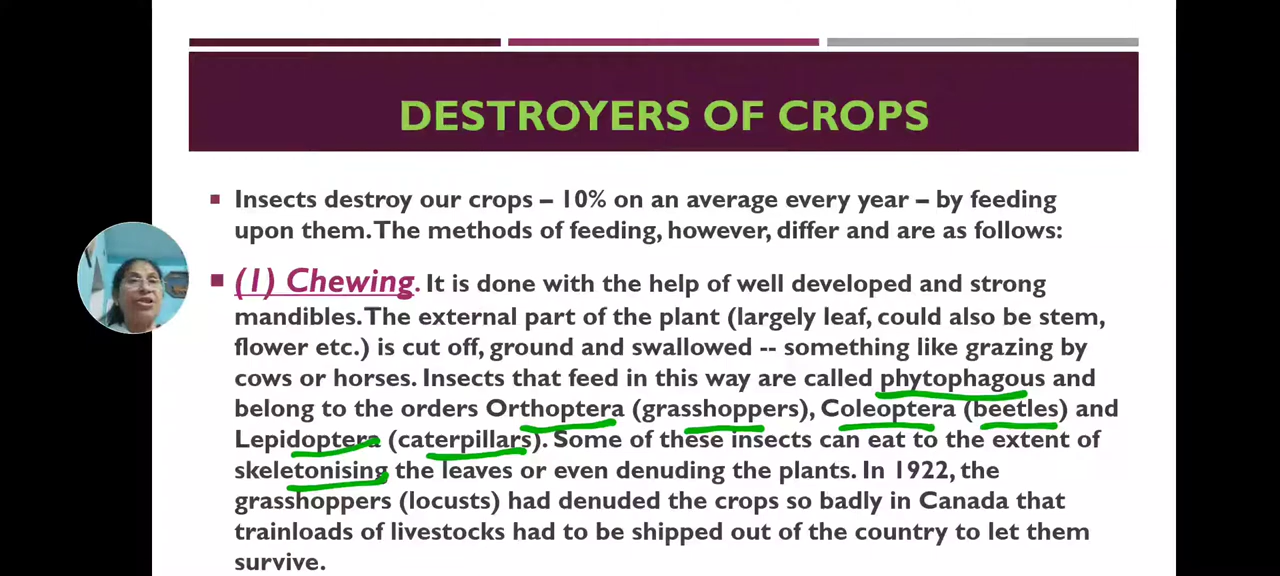 DESTROYERS OF CROPS
Insects destroy our crops – 10% on an average every year – by feeding
upon them. The methods of feeding, however, differ and are as follows:
(1) Chewing. It is done with the help of well developed and strong
mandibles. The external part of the plant (largely leaf, could also be stem,
flower etc.) is cut off, ground and swallowed -- something like grazing by
cows or horses. Insects that feed in this way are called phytophagous and
belong to the orders Orthoptera (grasshoppers), Coleoptera (beetles) and
Lepidoptera (caterpillars). Some of these insects can eat to the extent of
skeletonising the leaves or even denuding the plants. In 1922, the
grasshoppers (locusts) had denuded the crops so badly in Canada that
trainloads of livestocks had to be shipped out of the country to let them
survive.